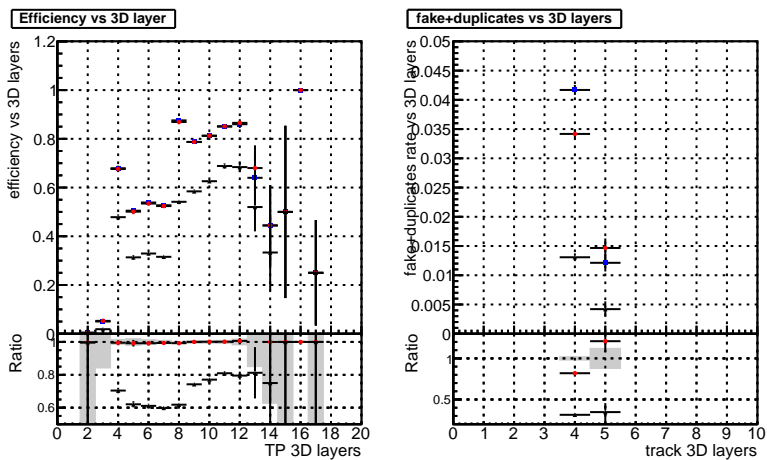 Efficiency vs 3D layer
efficiency vs 3D layers
1.2
1
0.8
0.6
0.4
0.2
0
Ratio
1
0.8
0.6
0 2 4 6 8 10 12 14 16 18 20
TP 3D layers
fake+duplicates vs 3D layers
fake+duplicates rate vs 3D layers
0.05
0.045
0.04
0.035
0.03
0.025
0.02
0.015
0.01
0.005
0
Ratio
1
0.5
0 1 2 3 4 5 6 7 8 9 10
track 3D layers